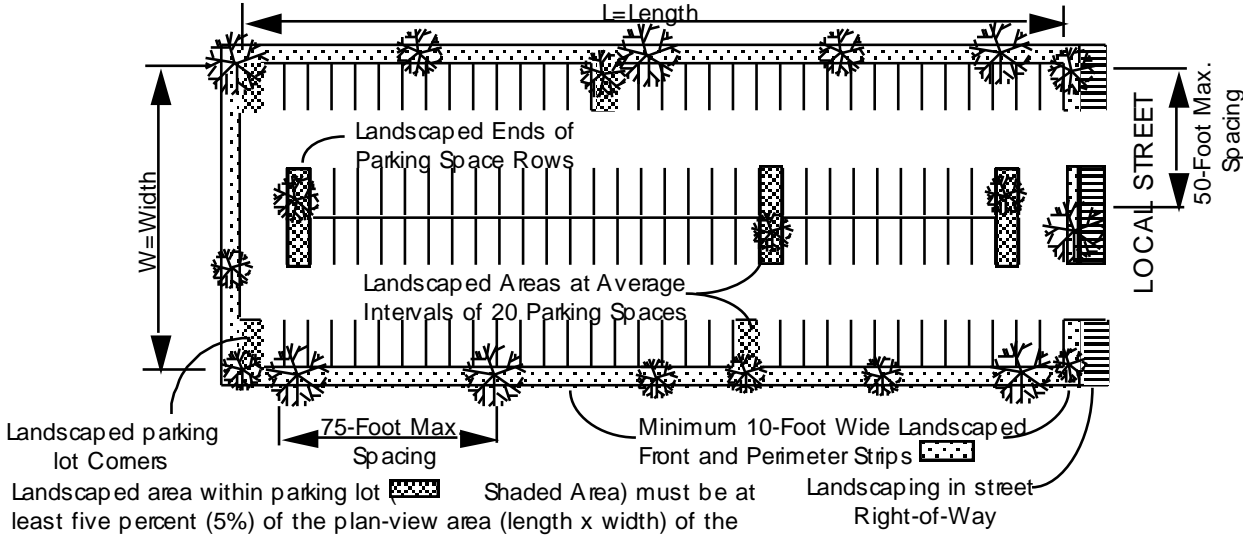 L=Length
Landscaped Ends of
Parking Space Rows
W=Width
LOCAL STREET
50-Foot Max.
Spacing
Landscaped Areas at Average
Intervals of 20 Parking Spaces
Landscaped parking
lot Corners
75-Foot Max
Spacing
Minimum 10-Foot Wide Landscaped
Front and Perimeter Strips
Landscaping in street
Right-of-Way
Landscaped area within parking lot ( Shaded Area) must be at
least five percent (5%) of the plan-view area (length x width) of the